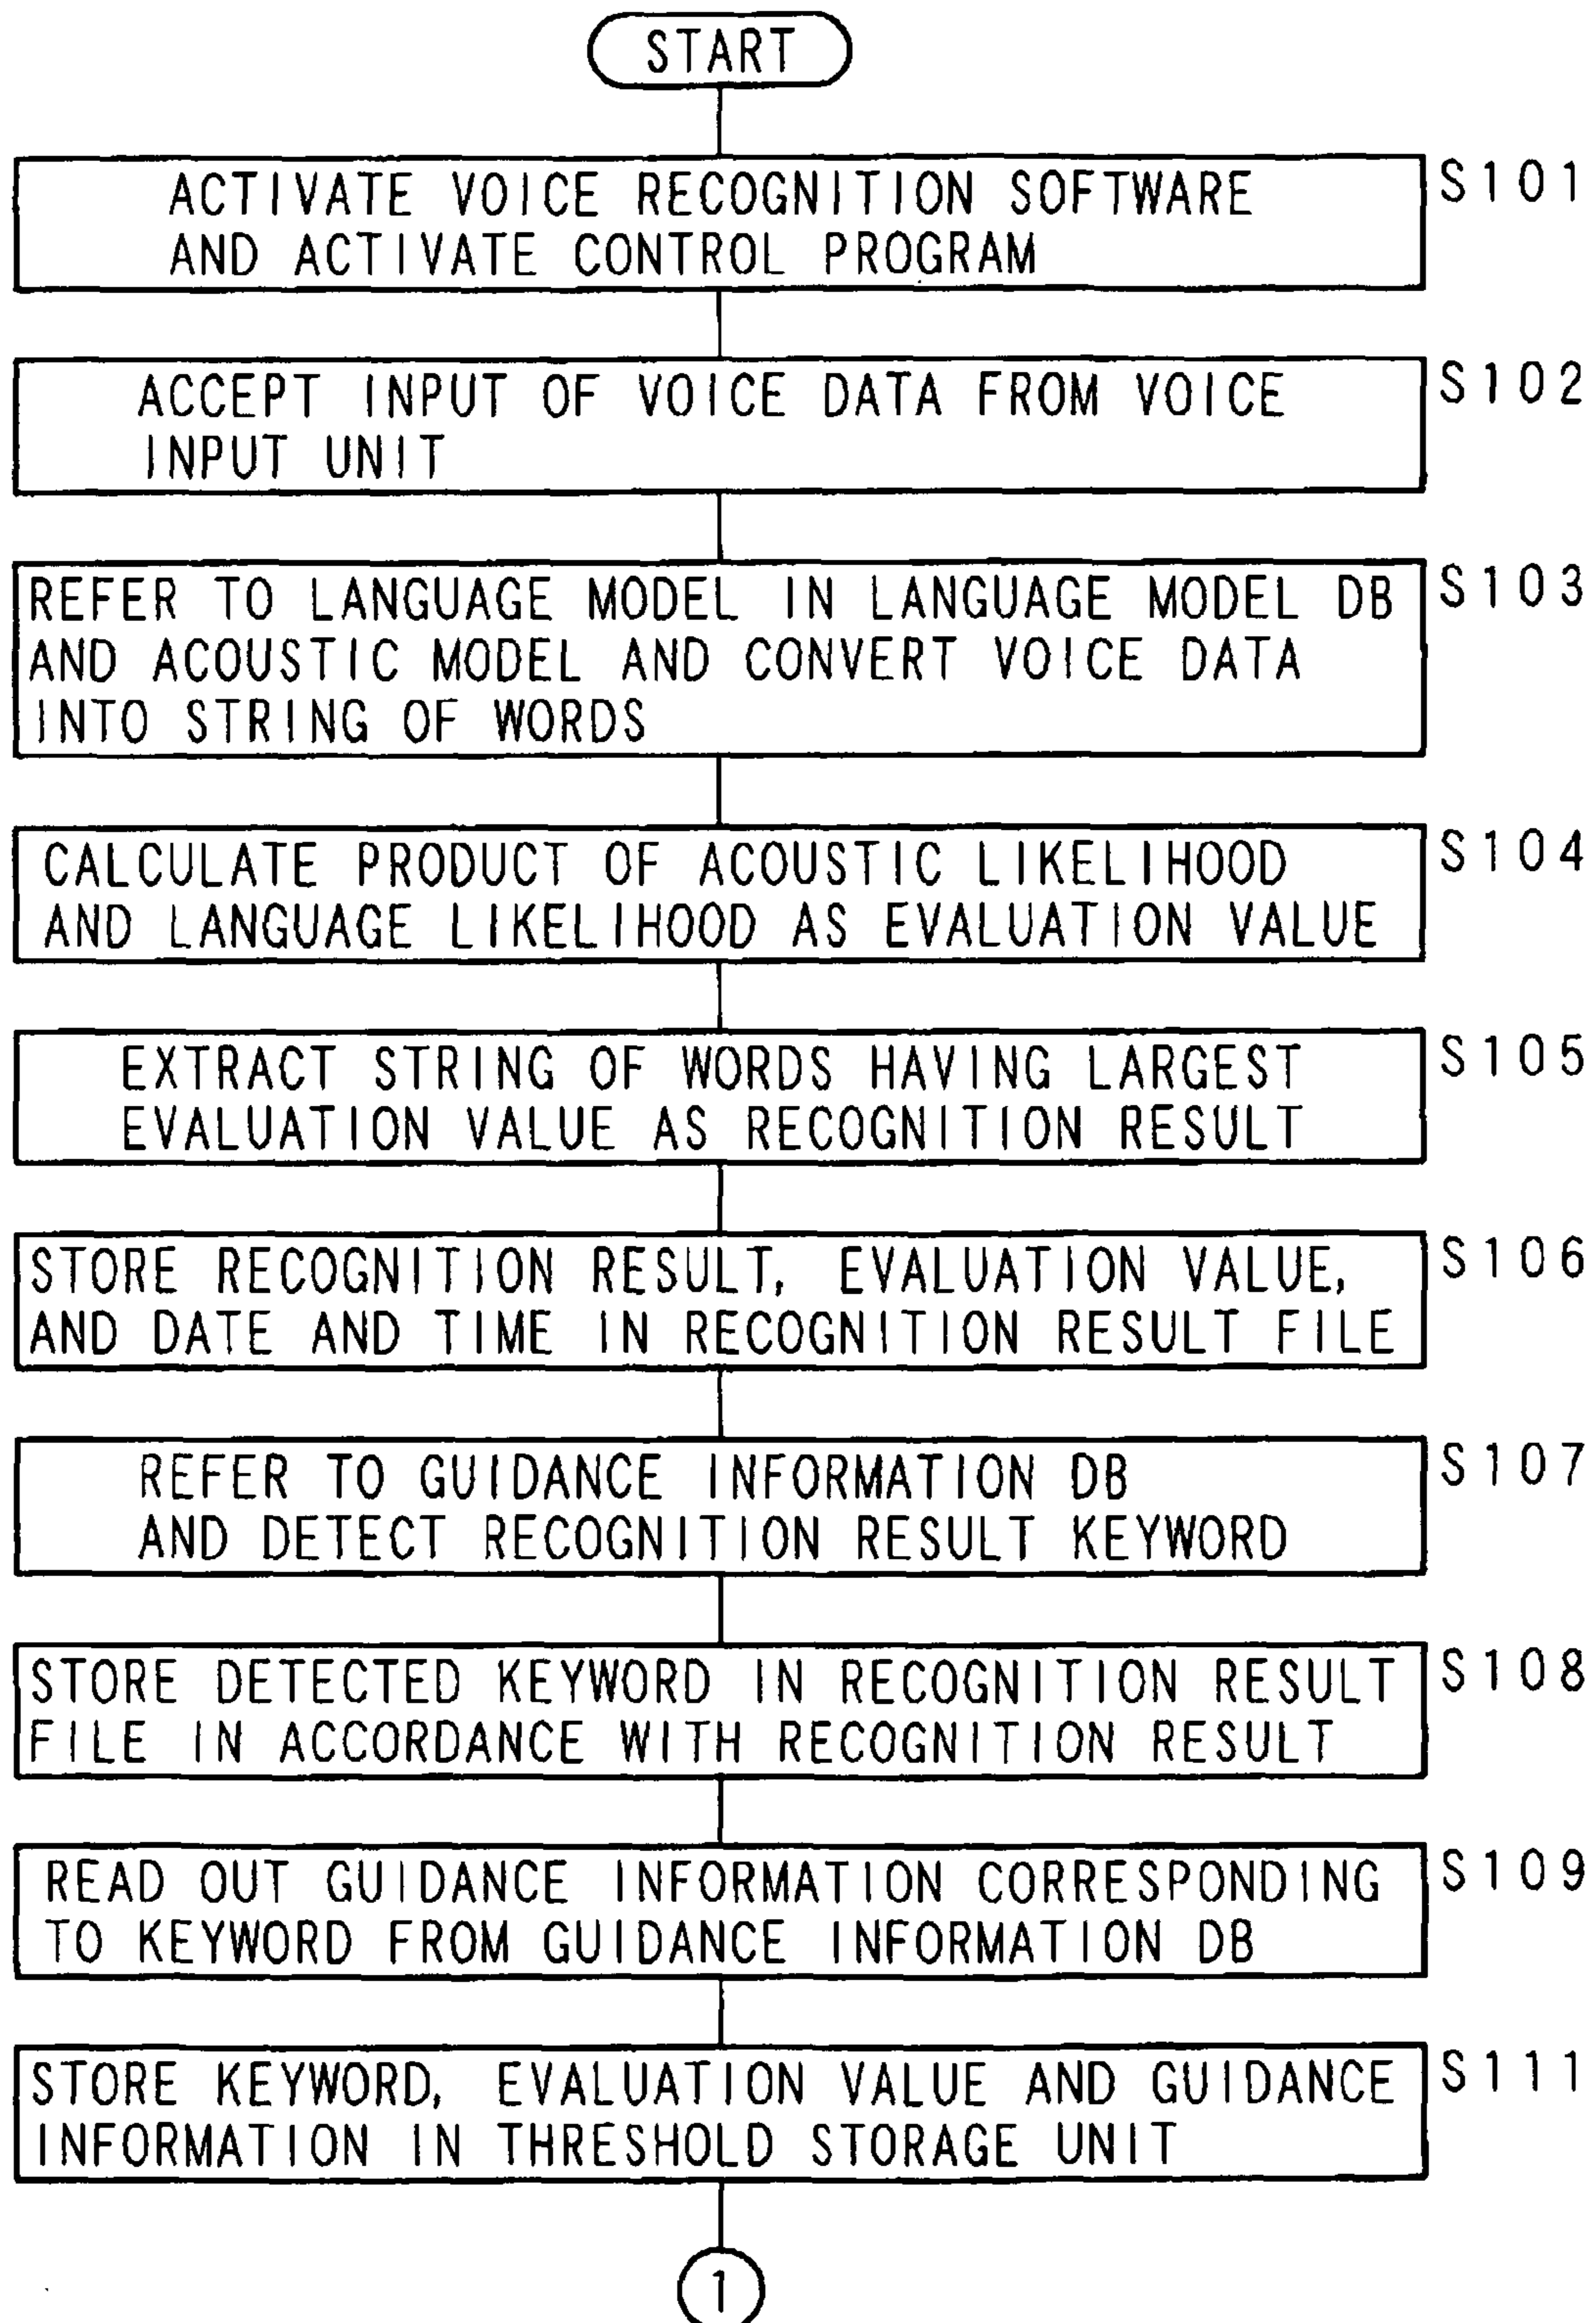 START
ACTIVATE VOICE RECOGNITION SOFTWARE
AND ACTIVATE CONTROL PROGRAM
S101
ACCEPT INPUT OF VOICE DATA FROM VOICE
INPUT UNIT
S102
REFER TO LANGUAGE MODEL IN LANGUAGE MODEL DB
AND ACOUSTIC MODEL AND CONVERT VOICE DATA
INTO STRING OF WORDS
S103
CALCULATE PRODUCT OF ACOUSTIC LIKELIHOOD
AND LANGUAGE LIKELIHOOD AS EVALUATION VALUE
S104
EXTRACT STRING OF WORDS HAVING LARGEST
EVALUATION VALUE AS RECOGNITION RESULT
S105
STORE RECOGNITION RESULT, EVALUATION VALUE,
AND DATE AND TIME IN RECOGNITION RESULT FILE
S106
REFER TO GUIDANCE INFORMATION DB
AND DETECT RECOGNITION RESULT KEYWORD
S107
STORE DETECTED KEYWORD IN RECOGNITION RESULT
FILE IN ACCORDANCE WITH RECOGNITION RESULT
S108
READ OUT GUIDANCE INFORMATION CORRESPONDING
TO KEYWORD FROM GUIDANCE INFORMATION DB
S109
STORE KEYWORD, EVALUATION VALUE AND GUIDANCE
INFORMATION IN THRESHOLD STORAGE UNIT
S111
1